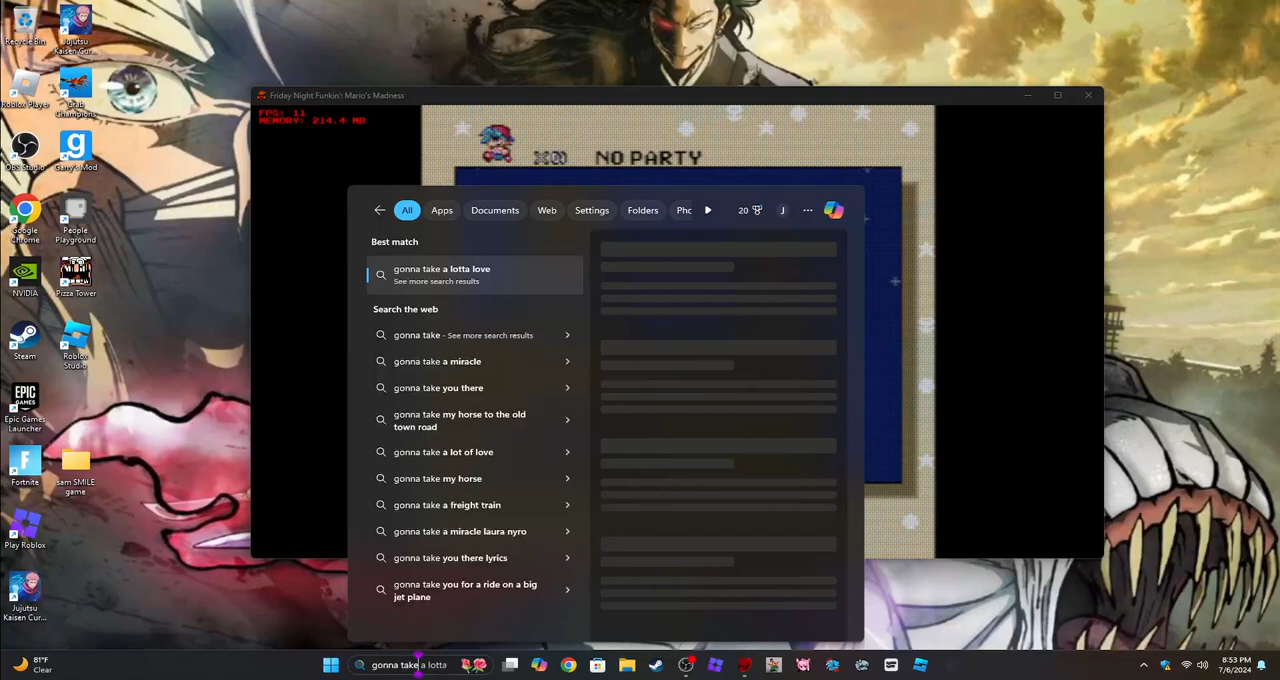 Recycle Bin
Jujutsu
Kaisen Cur...
Roblox Player
Grab
Champions
OBS Studio
Garry's Mod
Google
Chrome
People
Playground
NVIDIA
Pizza Tower
Steam
Roblox
Studio
EPIC
GAMES
Epic Games
Launcher
Fortnite
sam SMILE
game
Play Roblox
Jujutsu
Kaisen Cur...
Friday Night Funkin': Mario's Madness
FPS: 11
MEMORY: 214.4 MB
NO PARTY
All
Apps
Documents
Web
Settings
Folders
Pho
20
J
Best match
gonna take a lotta love
See more search results
Search the web
gonna take - See more search results
gonna take a miracle
gonna take you there
gonna take my horse to the old
town road
gonna take a lot of love
gonna take my horse
gonna take a freight train
gonna take a miracle laura nyro
gonna take you there lyrics
gonna take you for a ride on a big
jet plane
81°F
Clear
gonna take a lotta
8:53 PM
7/6/2024